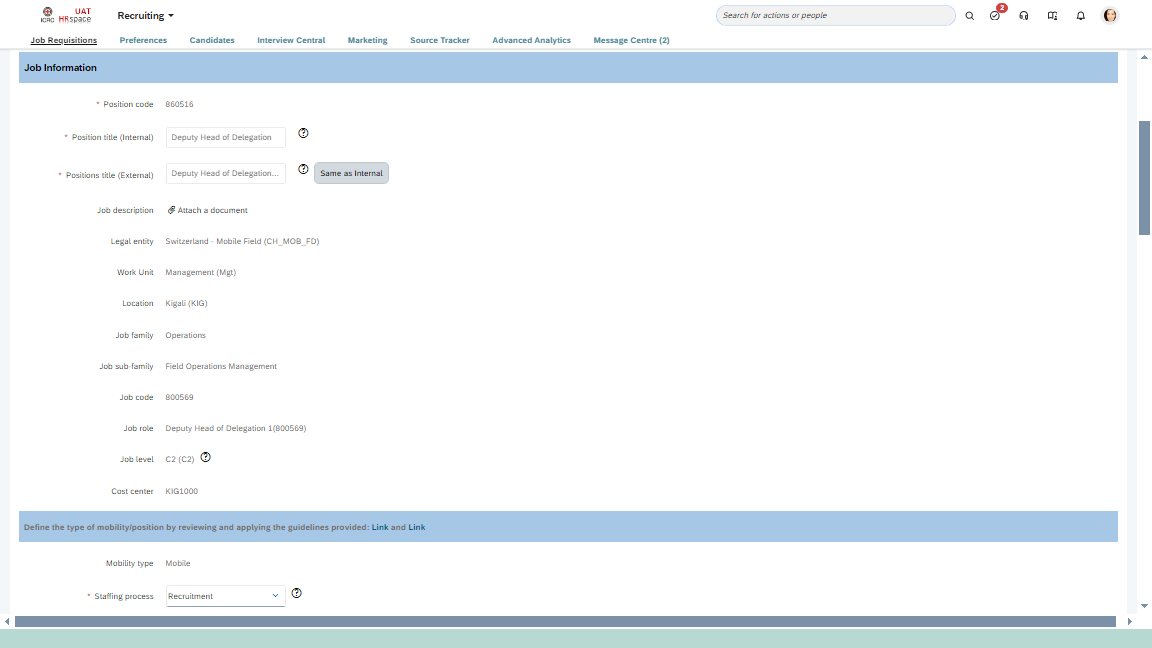 ICRC UAT HRspace Recruiting Search for actions or people 2
Job Requisitions Preferences Candidates Interview Central Marketing Source Tracker Advanced Analytics Message Centre (2)
Job Information
* Position code 860516
* Position title (Internal) Deputy Head of Delegation
* Positions title (External) Deputy Head of Delegation... Same as Internal
Job description Attach a document
Legal entity Switzerland - Mobile Field (CH_MOB_FD)
Work Unit Management (Mgt)
Location Kigali (KIG)
Job family Operations
Job sub-family Field Operations Management
Job code 800569
Job role Deputy Head of Delegation 1(800569)
Job level C2 (C2)
Cost center KIG1000
Define the type of mobility/position by reviewing and applying the guidelines provided: Link and Link
Mobility type Mobile
* Staffing process Recruitment